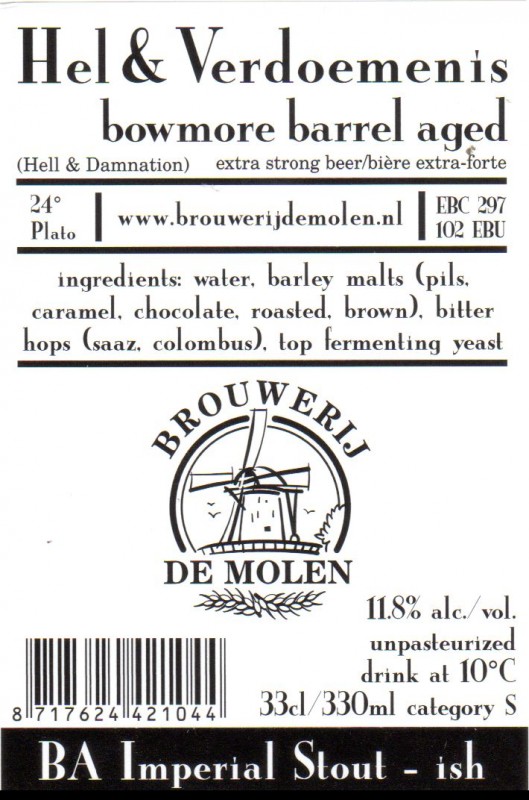 Hel & Verdoemenis
bowmore barrel aged
(Hell & Damnation) extra strong beer/bière extra-forte
24° Plato
www.brouwerijdemolen.nl
EBC 297
102 EBU
ingredients: water, barley malts (pils,
caramel, chocolate, roasted, brown), bitter
hops (saaz, colombus), top fermenting yeast
BROUWERIJ
DE MOLEN
11.8% alc./vol.
unpasteurized
drink at 10°C
33cl/330ml category S
8 717624 421044
BA Imperial Stout - ish